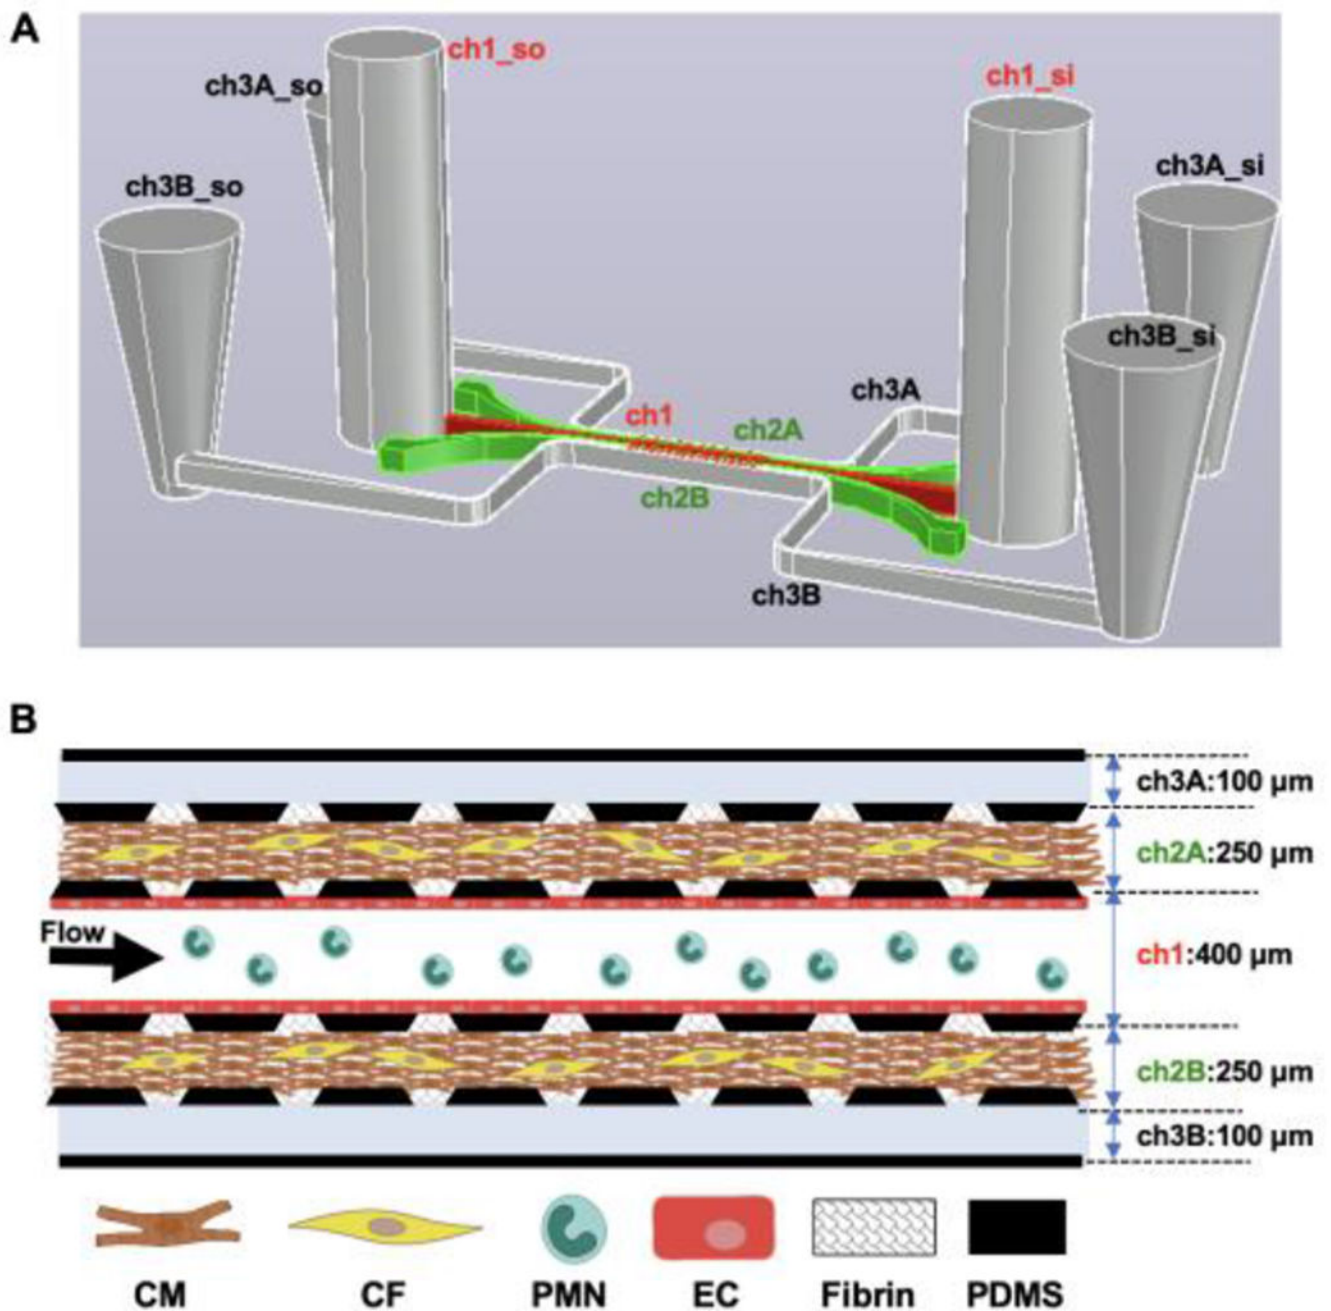 A
ch1_so
ch3A_so
ch1_si
ch3A_si
ch3B_so
ch3B_si
ch3A
ch1
ch2A
ch2B
ch3B
B
ch3A:100 µm
ch2A:250 µm
Flow
ch1:400 µm
ch2B:250 µm
ch3B:100 µm
CM CF PMN EC Fibrin PDMS